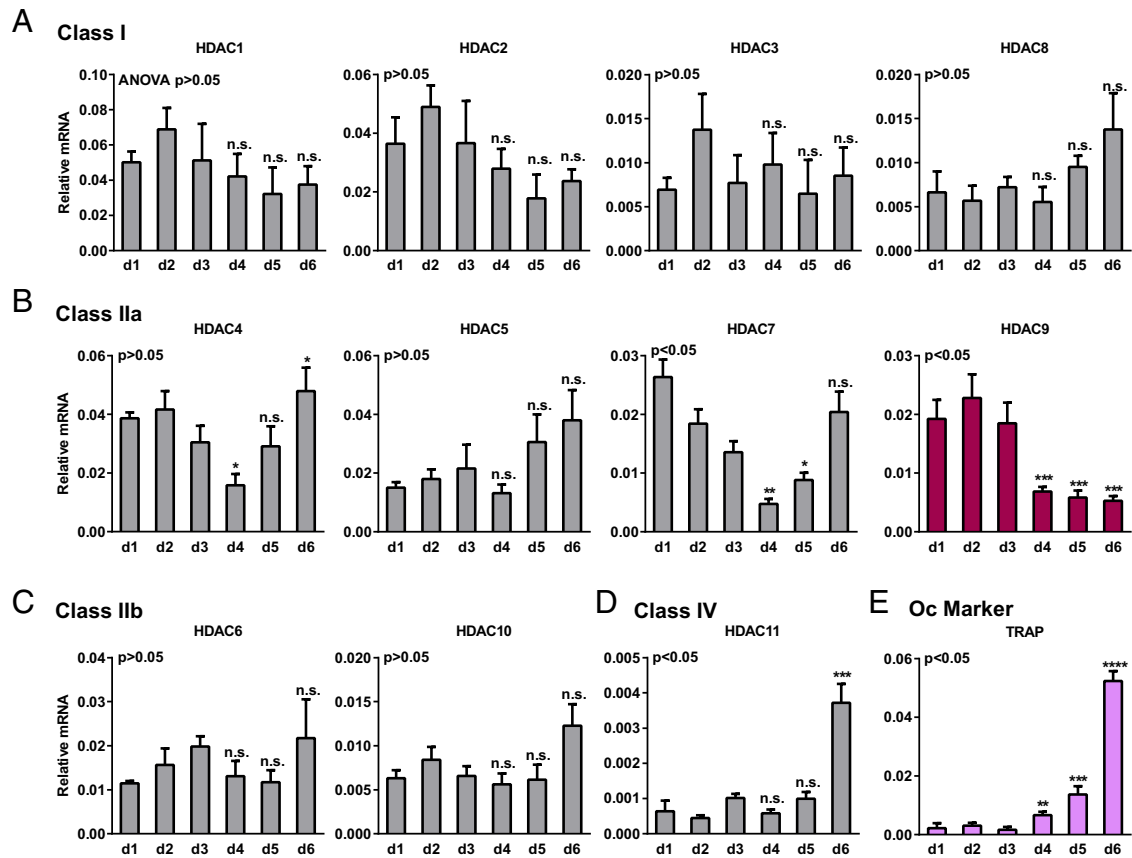 A Class I
HDAC1 HDAC2 HDAC3 HDAC8
Relative mRNA
ANOVA p>0.05
0.10
0.08
0.06
0.04
0.02
0.00
n.s. n.s. n.s.
d1 d2 d3 d4 d5 d6
p>0.05
0.06
0.04
0.02
0.00
n.s. n.s. n.s.
d1 d2 d3 d4 d5 d6
p>0.05
0.020
0.015
0.010
0.005
0.000
n.s. n.s. n.s.
d1 d2 d3 d4 d5 d6
p>0.05
0.020
0.015
0.010
0.005
0.000
n.s. n.s. n.s.
d1 d2 d3 d4 d5 d6
B Class IIa
HDAC4 HDAC5 HDAC7 HDAC9
Relative mRNA
p>0.05
0.06
0.04
0.02
0.00
* n.s. *
d1 d2 d3 d4 d5 d6
p>0.05
0.06
0.04
0.02
0.00
n.s. n.s. n.s.
d1 d2 d3 d4 d5 d6
p<0.05
0.03
0.02
0.01
0.00
** * n.s.
d1 d2 d3 d4 d5 d6
p<0.05
0.03
0.02
0.01
0.00
*** *** ***
d1 d2 d3 d4 d5 d6
C Class IIb
HDAC6 HDAC10
Relative mRNA
p>0.05
0.04
0.03
0.02
0.01
0.00
n.s. n.s. n.s.
d1 d2 d3 d4 d5 d6
p>0.05
0.020
0.015
0.010
0.005
0.000
n.s. n.s. n.s.
d1 d2 d3 d4 d5 d6
D Class IV
HDAC11
p<0.05
0.005
0.004
0.003
0.002
0.001
0.000
n.s. n.s. ***
d1 d2 d3 d4 d5 d6
E Oc Marker
TRAP
p<0.05
0.06
0.04
0.02
0.00
** *** ****
d1 d2 d3 d4 d5 d6